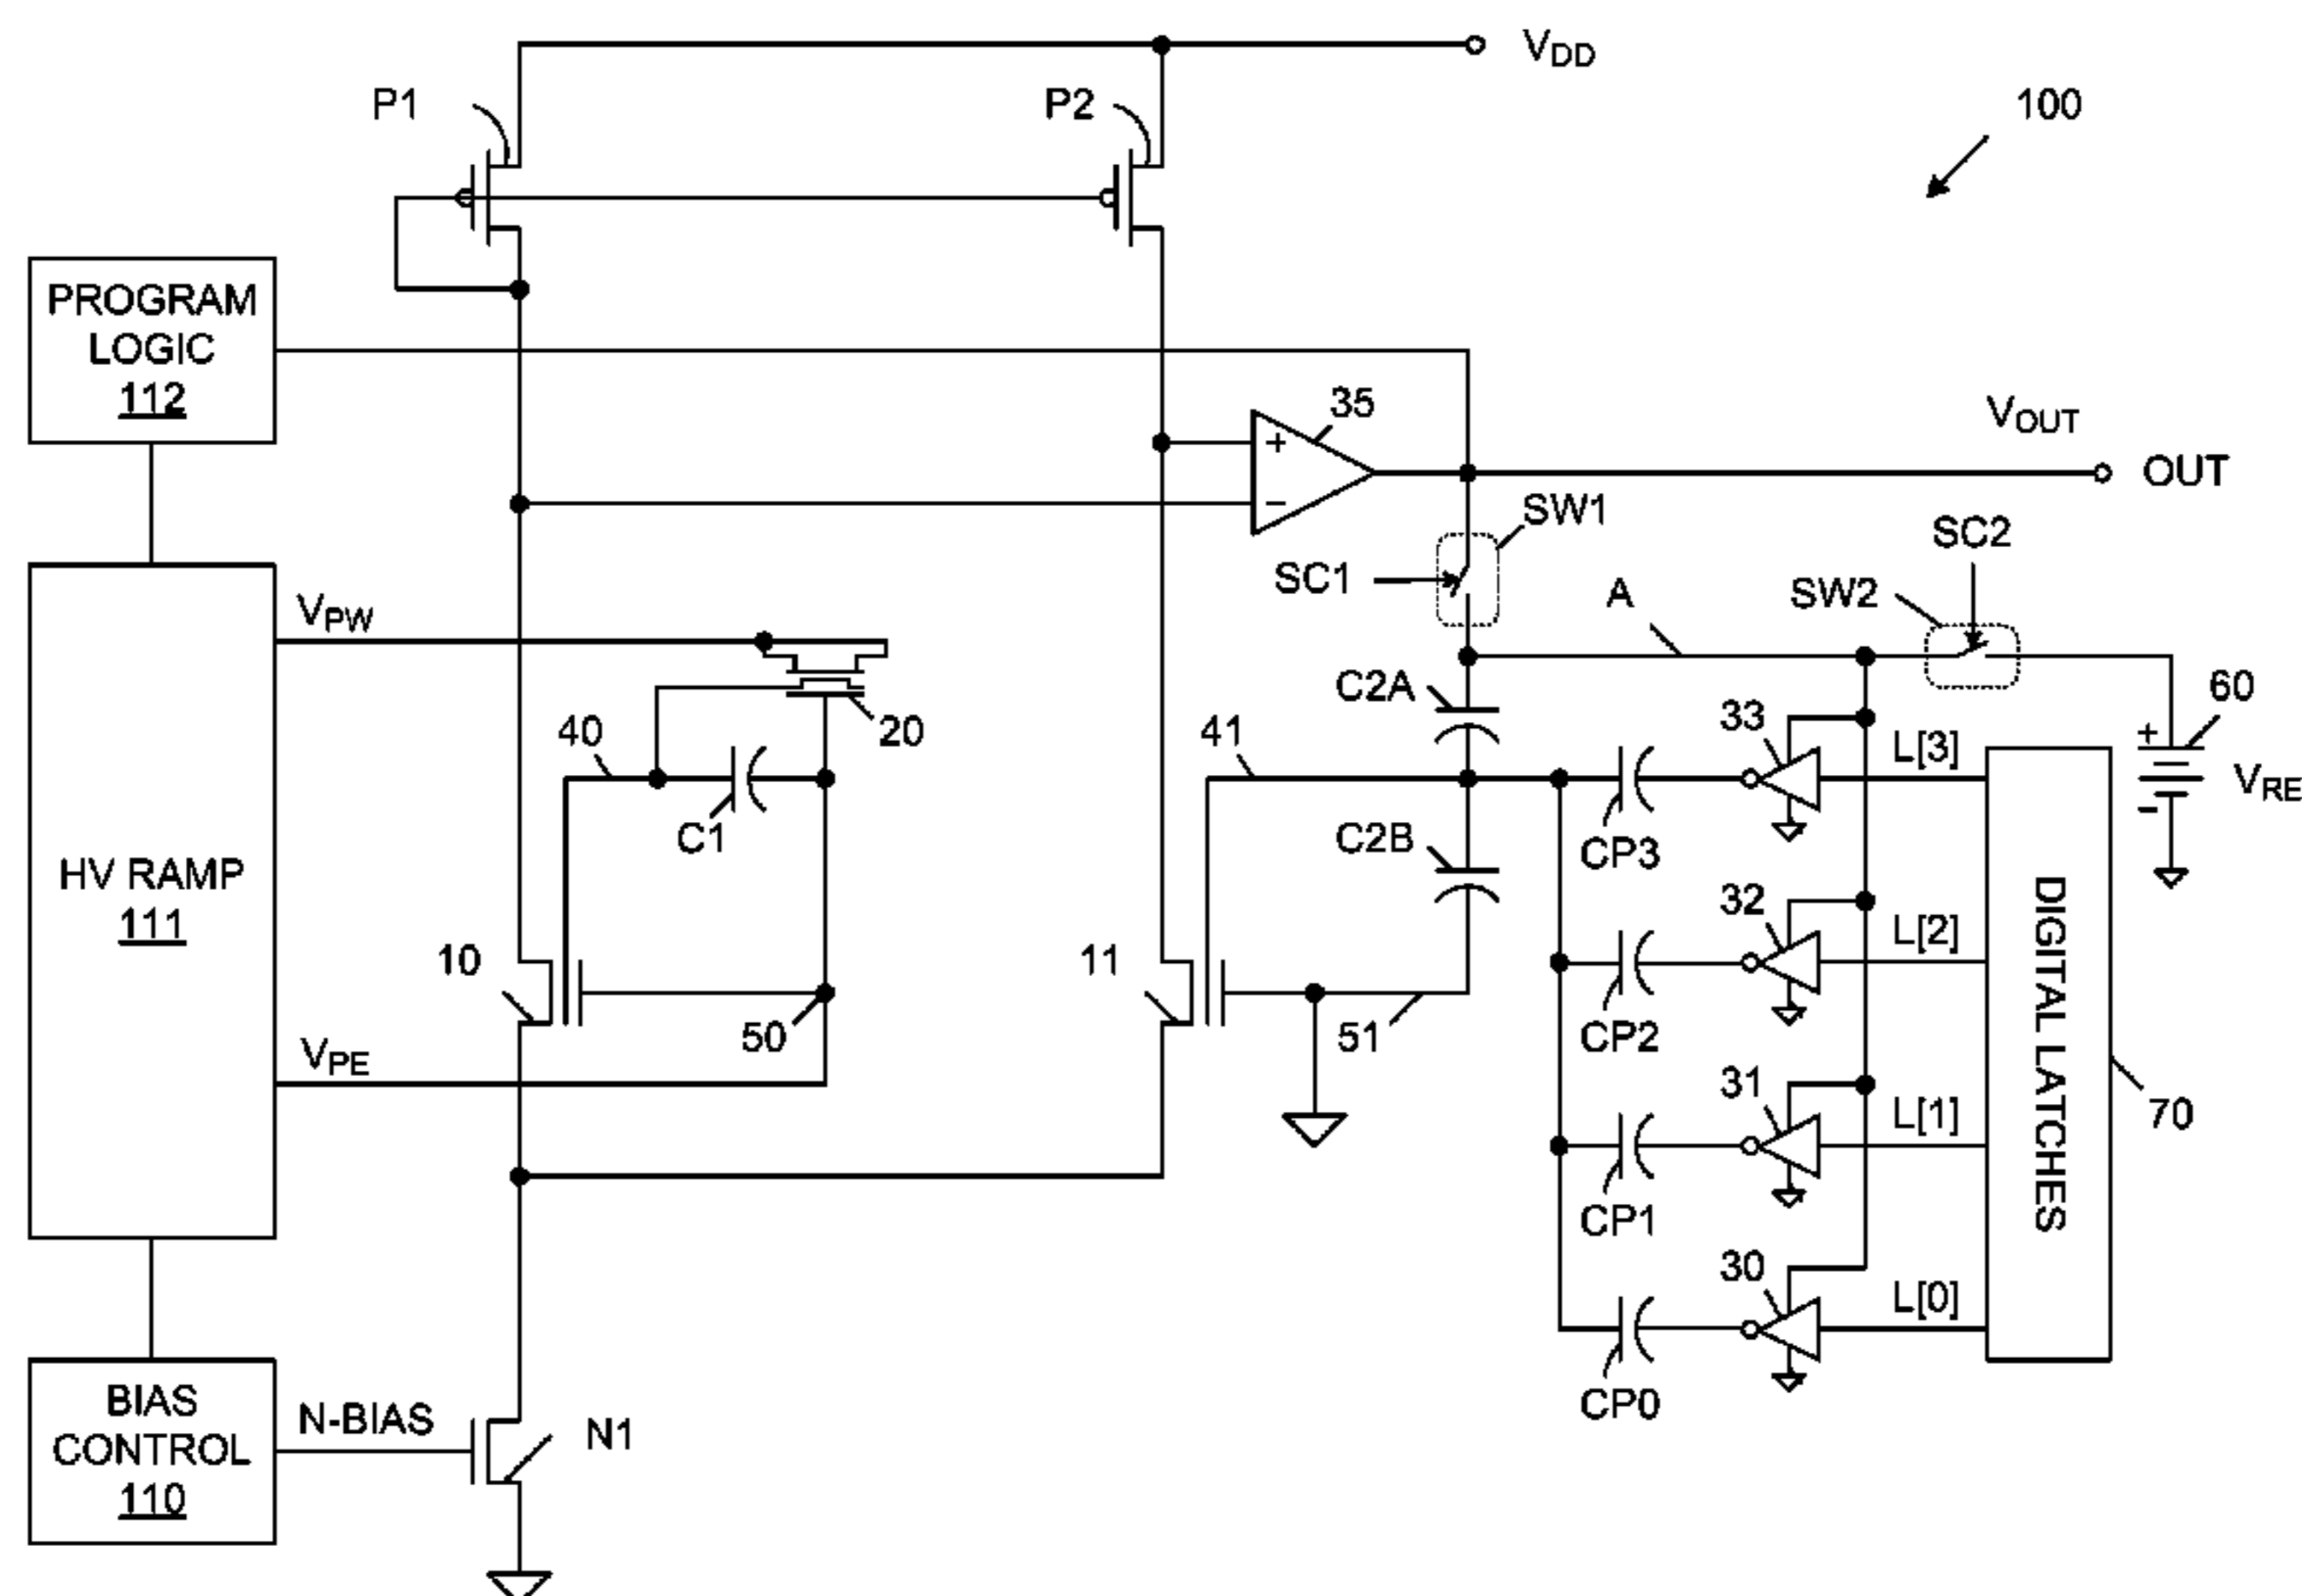 VDD
P1
P2
100
PROGRAM
LOGIC
112
35
+
−
VOUT
OUT
SW1
SC1
SC2
SW2
A
VPW
C2A
60
40
20
41
33
L[3]
+
-
VRE
C1
C2B
CP3
HV RAMP
111
10
11
32
L[2]
DIGITAL LATCHES
50
51
CP2
VPE
31
L[1]
70
CP1
30
L[0]
BIAS
CONTROL
110
N-BIAS
N1
CP0